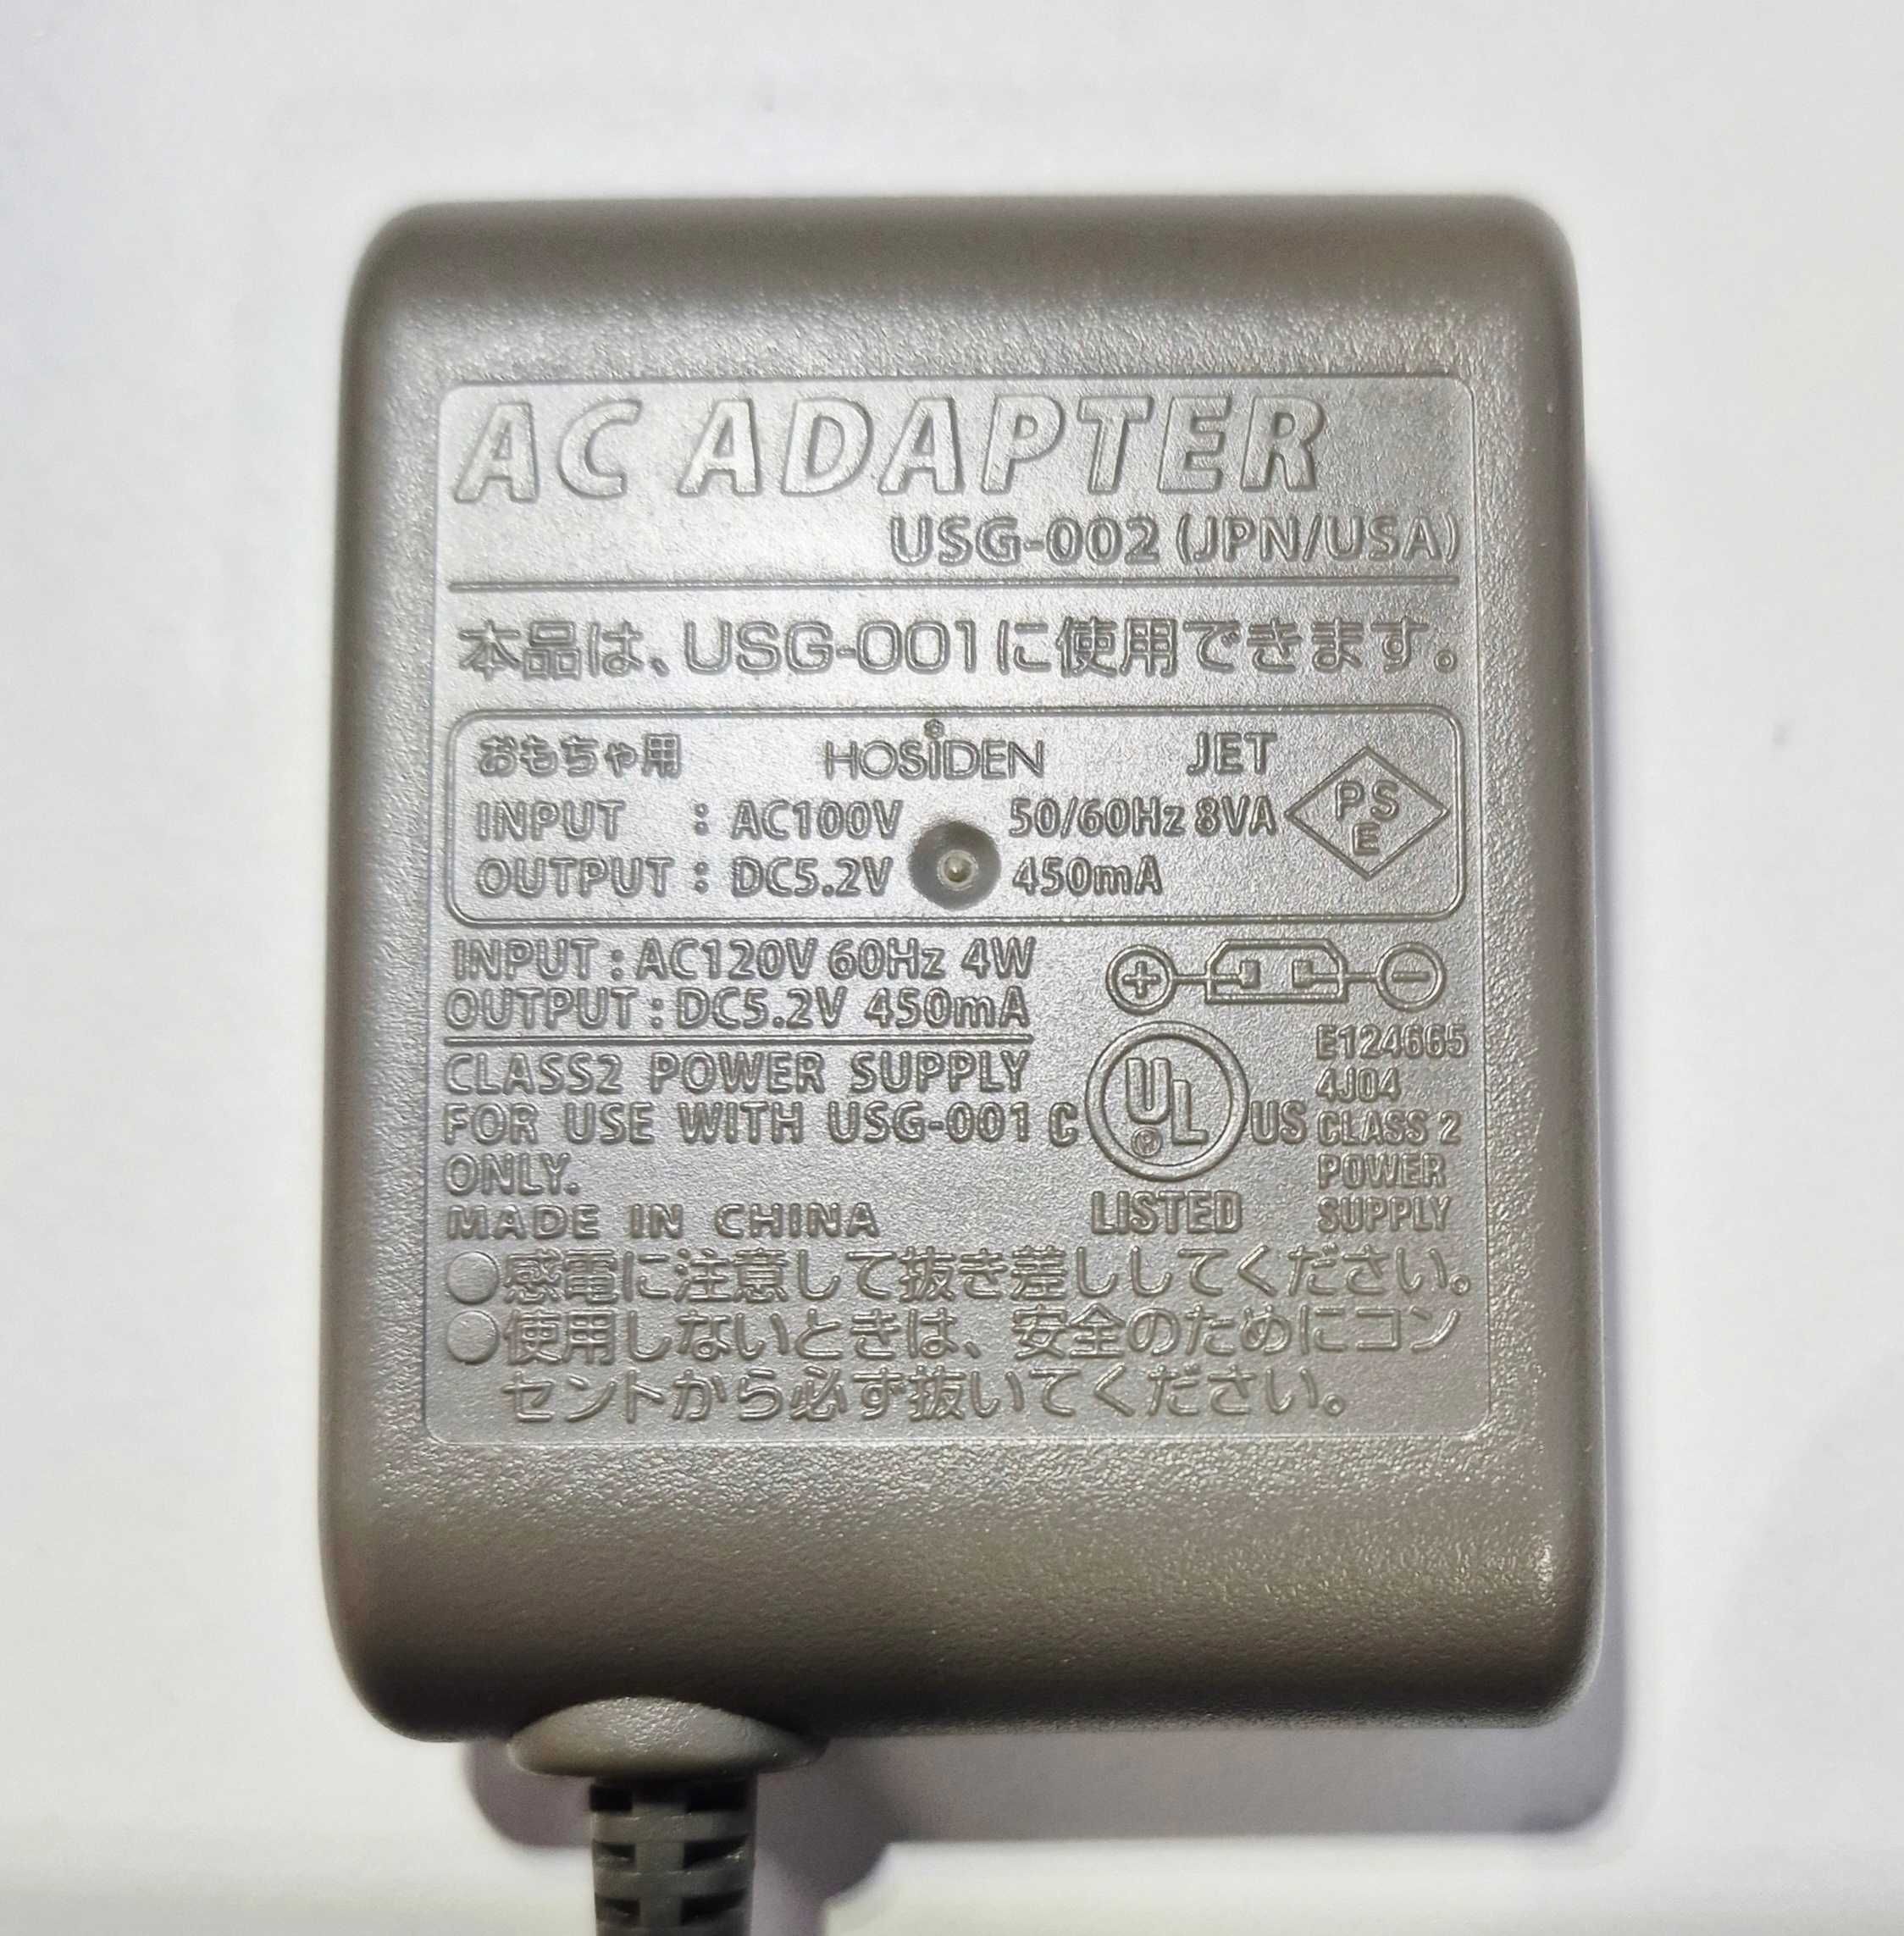 AC ADAPTER
USG-002 (JPN/USA)
本品は、USG-001に使用できます。
おもちゃ用 HOSiDEN JET
INPUT : AC100V 50/60Hz 8VA
OUTPUT : DC5.2V 450mA
PS
E
INPUT : AC120V 60Hz 4W
OUTPUT : DC5.2V 450mA
+ -
CLASS2 POWER SUPPLY
FOR USE WITH USG-001
ONLY.
MADE IN CHINA
C UL® US
LISTED
E124665
4J04
CLASS 2
POWER
SUPPLY
○感電に注意して抜き差ししてください。
○使用しないときは、安全のためにコン
セントから必ず抜いてください。